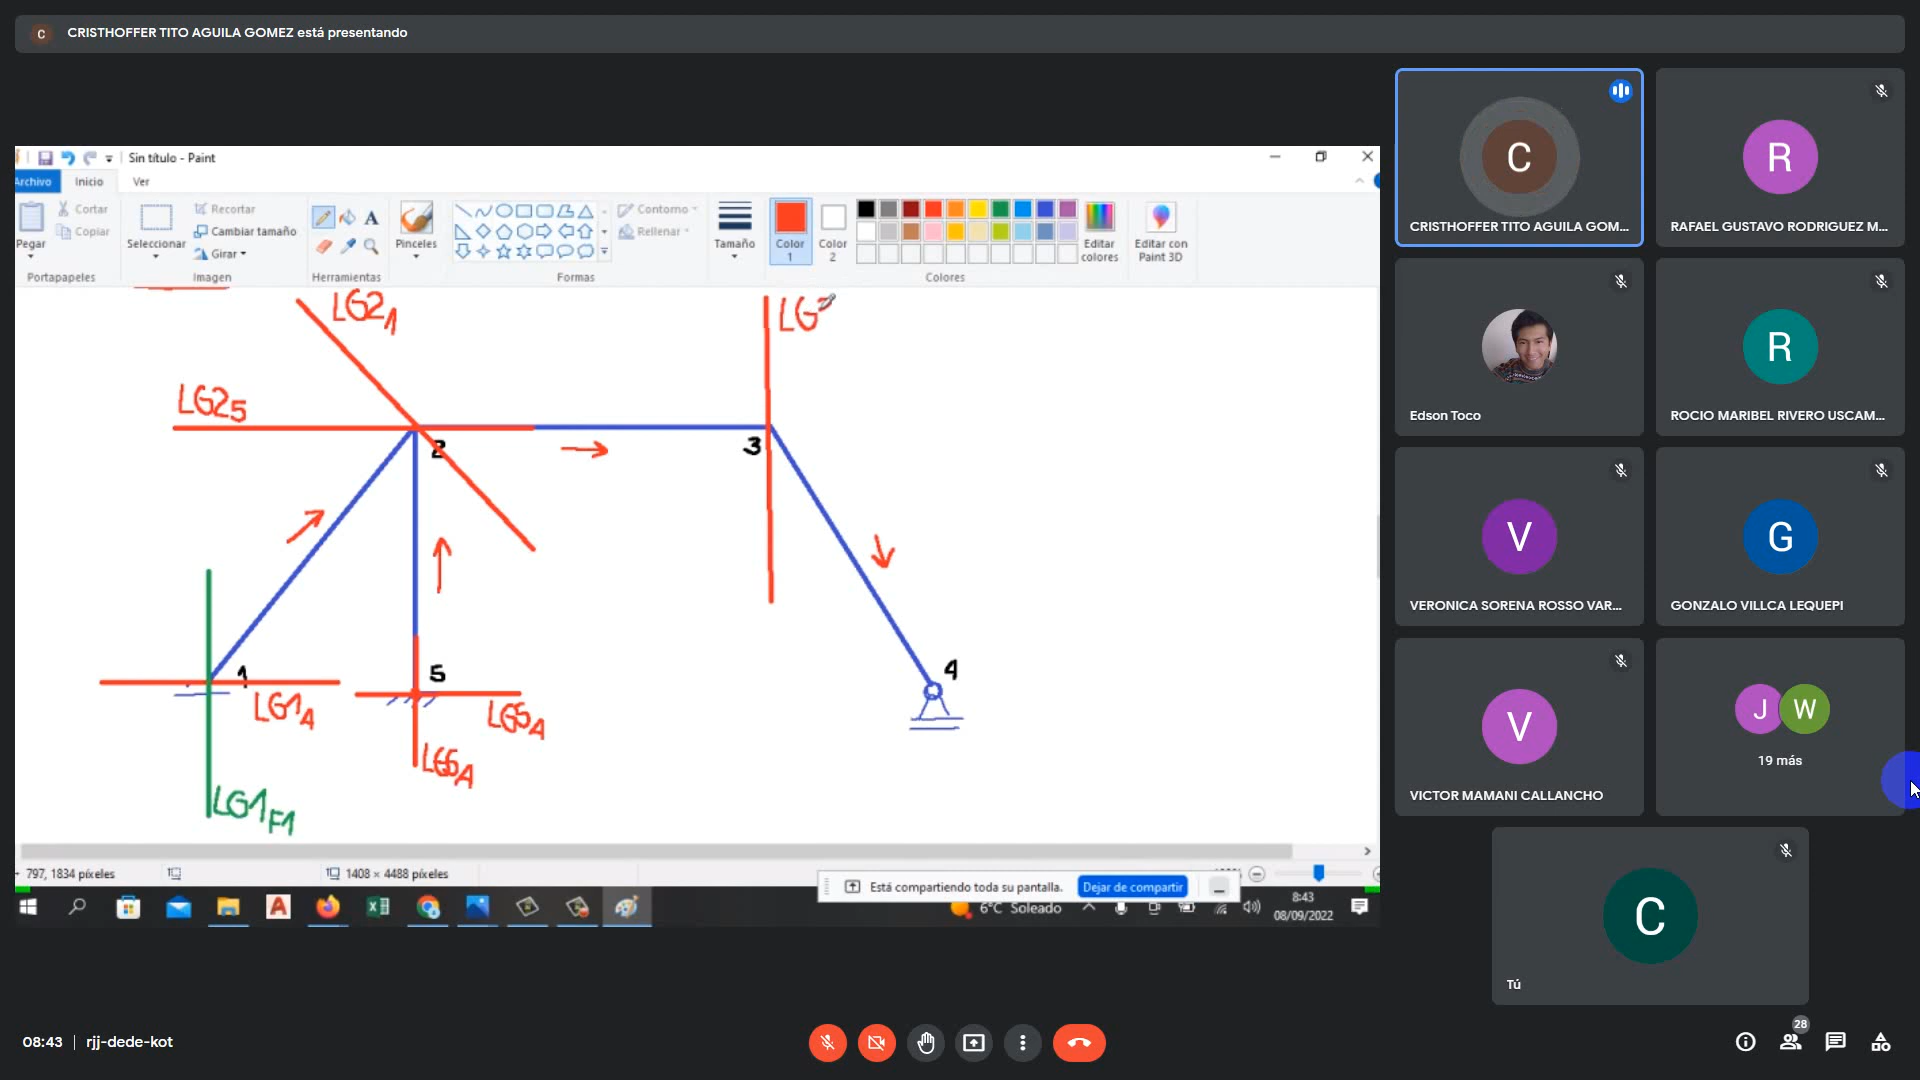 C CRISTHOFFER TITO AGUILA GOMEZ está presentando
Sin título - Paint
Archivo Inicio Ver
Pegar
Cortar
Copiar
Portapapeles
Seleccionar
Recortar
Cambiar tamaño
Girar
Imagen
A
Herramientas
Pinceles
Formas
Contorno
Rellenar
Tamaño
Color 1
Color 2
Colores
Editar colores
Editar con Paint 3D
LG2₁
LG
LG2₅
2
3
1
5
4
LG1A
LG5A
LG1F1
797, 1834 píxeles
1408 × 4488 píxeles
Está compartiendo toda su pantalla. Dejar de compartir
6°C Soleado
8:43
08/09/2022
C
CRISTHOFFER TITO AGUILA GOM...
R
RAFAEL GUSTAVO RODRIGUEZ M...
Edson Toco
R
ROCIO MARIBEL RIVERO USCAM...
V
VERONICA SORENA ROSSO VAR...
G
GONZALO VILLCA LEQUEPI
V
VICTOR MAMANI CALLANCHO
J W
19 más
C
Tú
08:43 | rjj-dede-kot
28